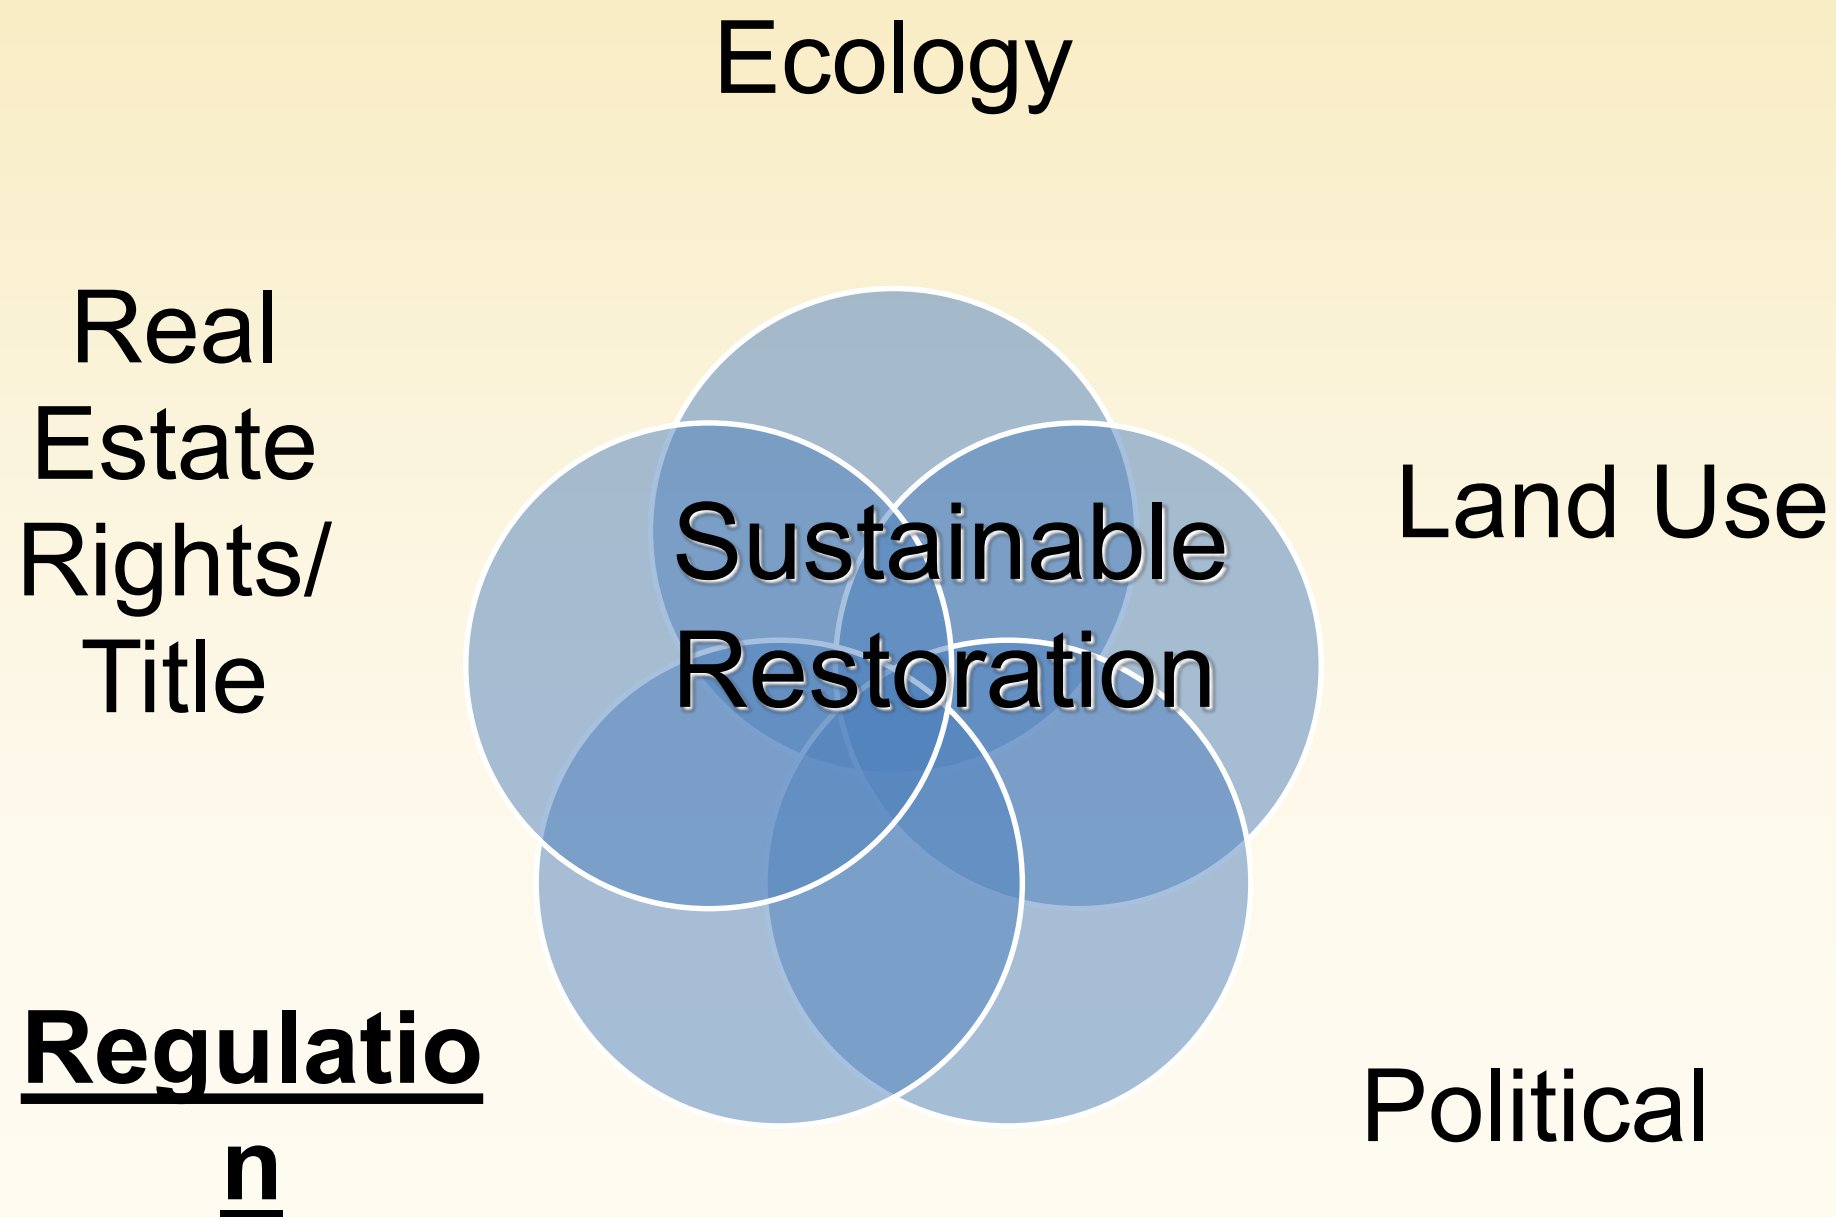 Ecology
Real
Estate
Rights/
Title
Sustainable
Restoration
Land Use
Regulatio
n
Political